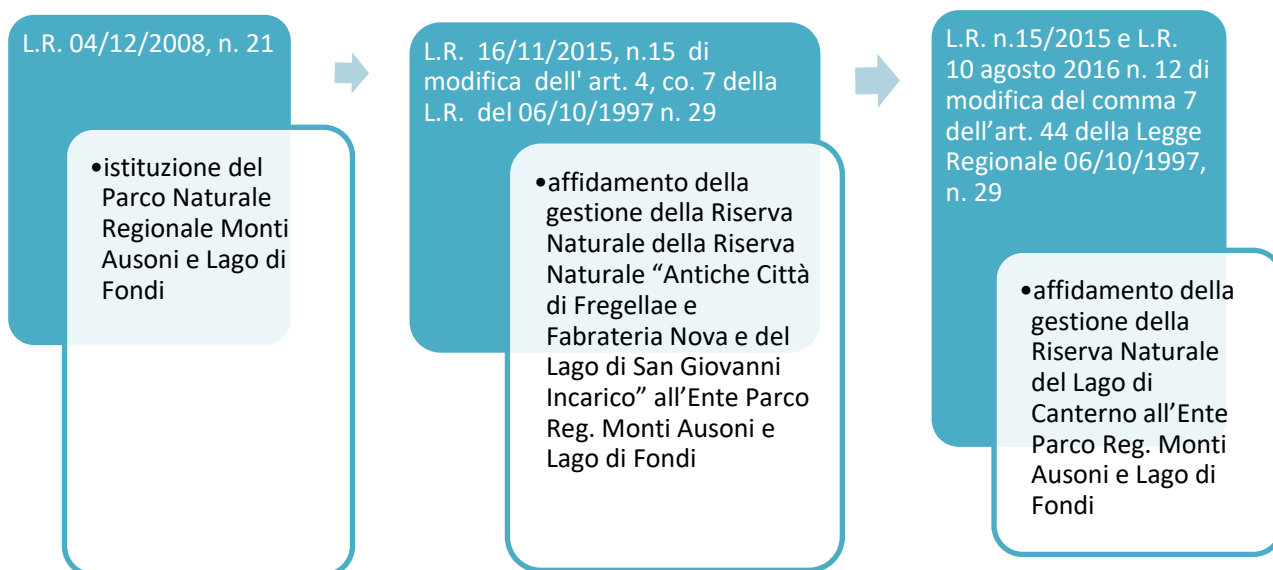 L.R. 04/12/2008, n. 21
•istituzione del
Parco Naturale
Regionale Monti
Ausoni e Lago di
Fondi
L.R. 16/11/2015, n.15 di
modifica dell' art. 4, co. 7 della
L.R. del 06/10/1997 n. 29
•affidamento della
gestione della Riserva
Naturale della Riserva
Naturale “Antiche Città
di Fregellae e
Fabrateria Nova e del
Lago di San Giovanni
Incarico” all’Ente Parco
Reg. Monti Ausoni e
Lago di Fondi
L.R. n.15/2015 e L.R.
10 agosto 2016 n. 12 di
modifica del comma 7
dell’art. 44 della Legge
Regionale 06/10/1997,
n. 29
•affidamento della
gestione della
Riserva Naturale
del Lago di
Canterno all’Ente
Parco Reg. Monti
Ausoni e Lago di
Fondi